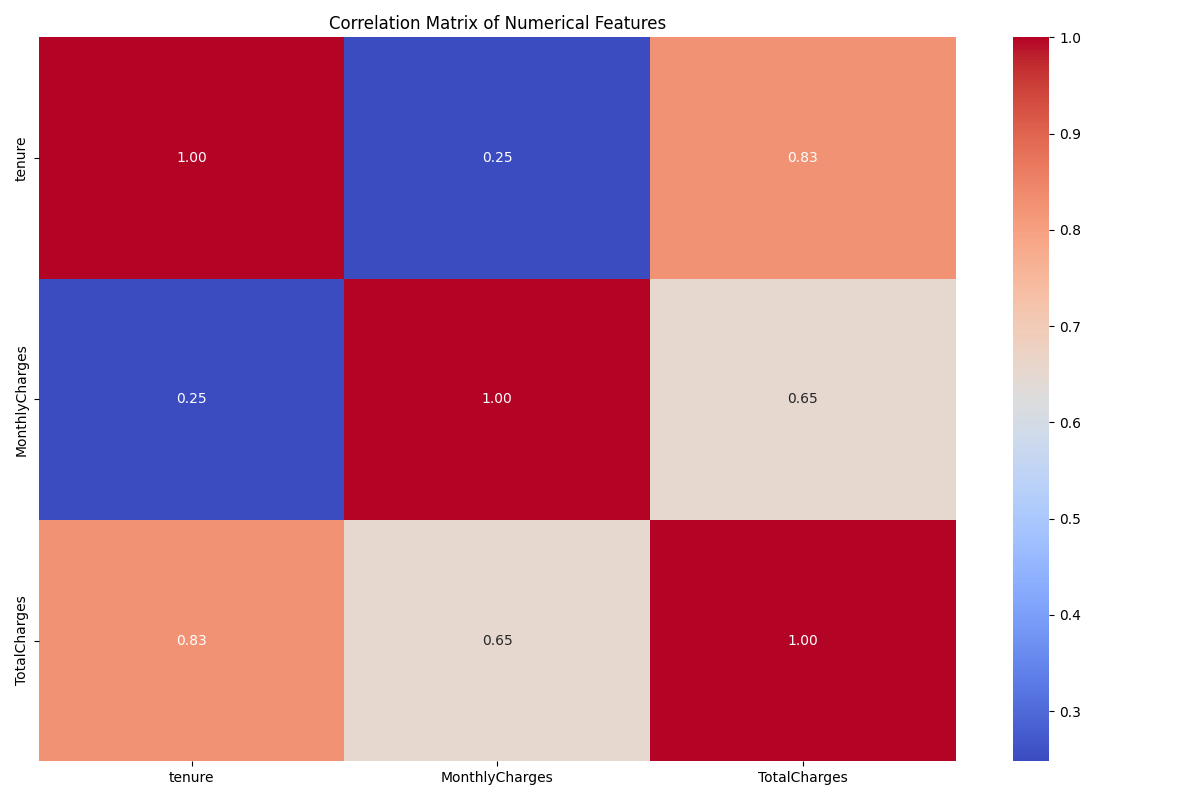 Correlation Matrix of Numerical Features
tenure
1.00
0.25
0.83
MonthlyCharges
0.25
1.00
0.65
TotalCharges
0.83
0.65
1.00
tenure
MonthlyCharges
TotalCharges
1.0
0.9
0.8
0.7
0.6
0.5
0.4
0.3